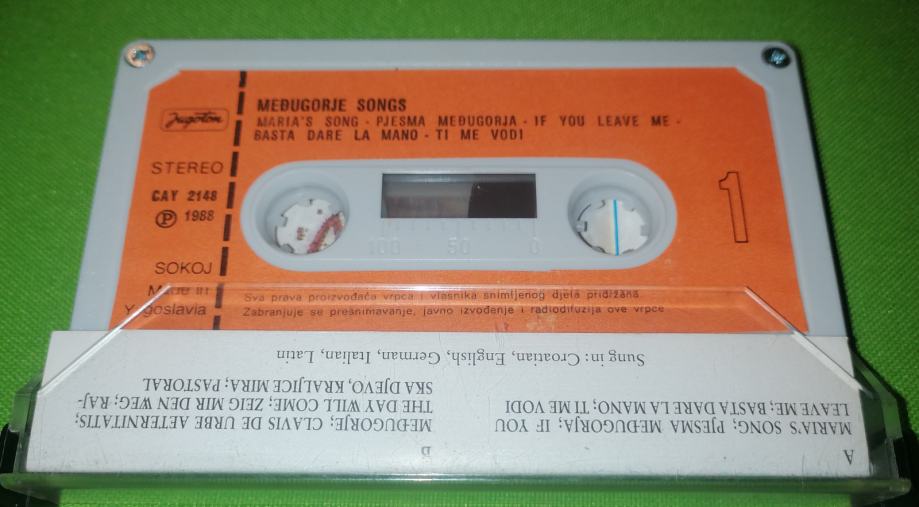 Jugoton
STEREO
CAY 2148
Ⓟ 1988
SOKOJ
Made in
Yugoslavia
MEĐUGORJE SONGS
MARIA'S SONG · PJESMA MEĐUGORJA · IF YOU LEAVE ME ·
BASTA DARE LA MANO · TI ME VODI
1
100 50 0
Sva prava proizvođača vrpce i vlasnika snimljenog djela pridržana
Zabranjuje se presnimavanje, javno izvođenje i radiodifuzija ove vrpce
A
MARIA'S SONG; PJESMA MEĐUGORJA; IF YOU
LEAVE ME; BASTA DARE LA MANO; TI ME VODI
B
MEĐUGORJE; CLAVIS DE URBE AETERNITATIS;
THE DAY WILL COME; ZEIG MIR DEN WEG; RAJ-
SKA DJEVO, KRALJICE MIRA; PASTORAL
Sung in: Croatian, English, German, Italian, Latin